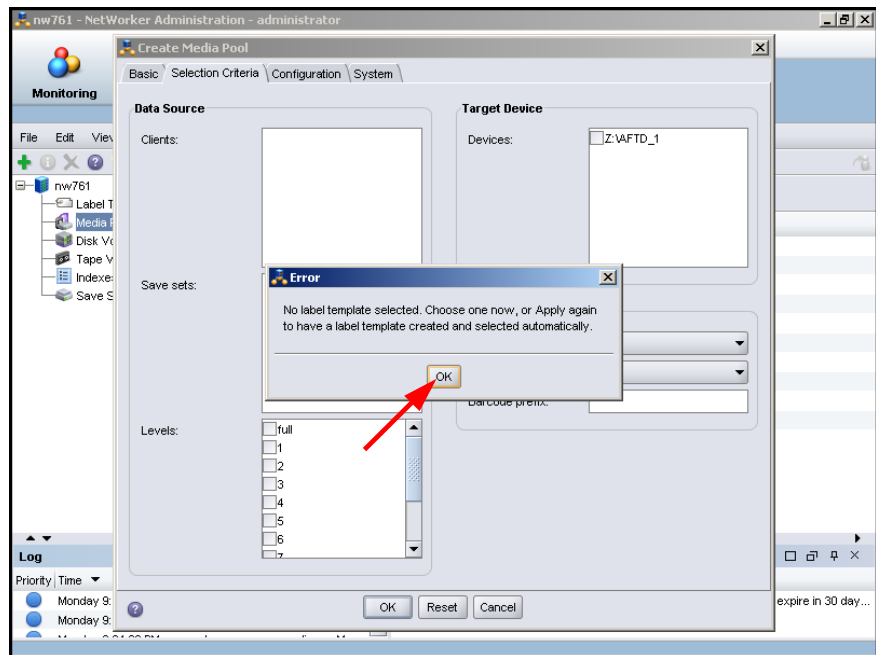 nw761 - NetWorker Administration - administrator
Create Media Pool
Basic Selection Criteria Configuration System
Monitoring
File Edit View
Data Source
Clients:
Target Device
Devices:
Z:\AFTD_1
nw761
Label T
Media P
Disk Vo
Tape V
Indexe
Save S
Save sets:
Error
No label template selected. Choose one now, or Apply again
to have a label template created and selected automatically.
OK
Barcode prefix:
Levels:
full
1
2
3
4
5
6
7
Log
Priority Time
Monday 9:
expire in 30 day...
Monday 9:
OK Reset Cancel